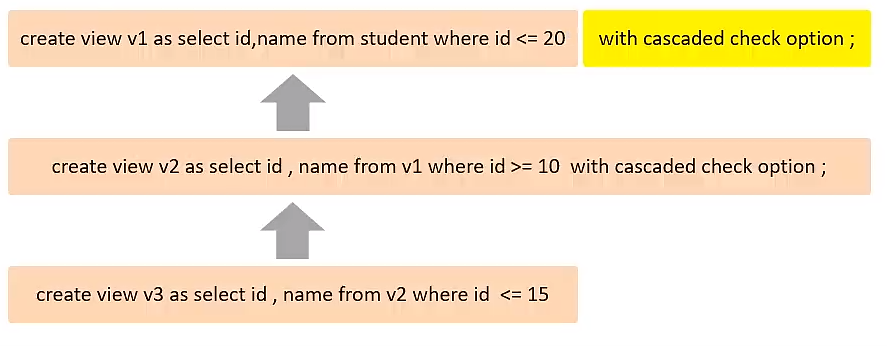 create view v1 as select id,name from student where id <= 20 with cascaded check option ;
create view v2 as select id , name from v1 where id >= 10 with cascaded check option ;
create view v3 as select id , name from v2 where id <= 15